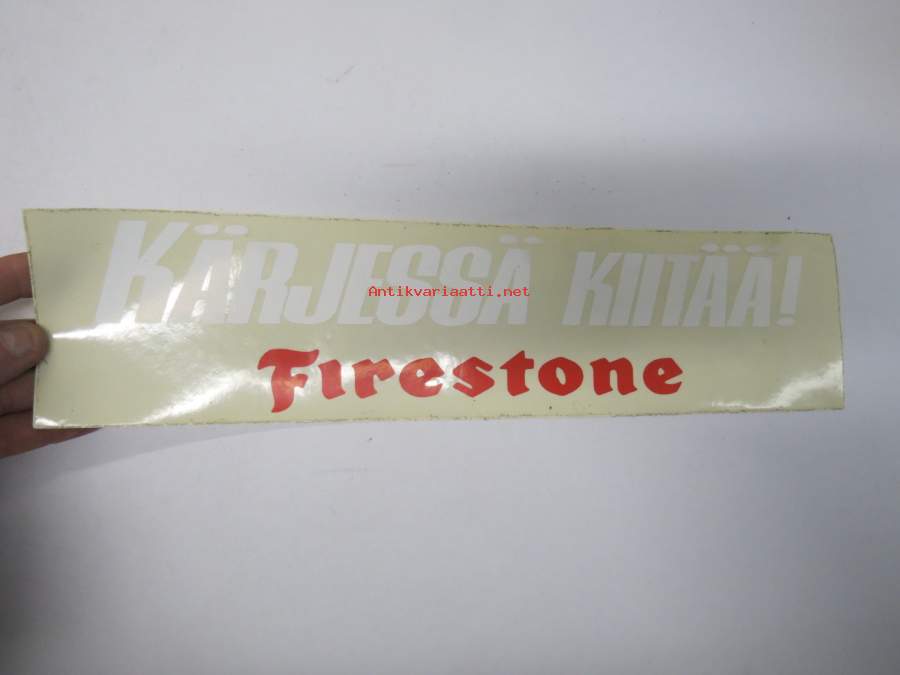 KÄRJESSÄ KIITÄÄ!
Antikvariaatti.net
Firestone